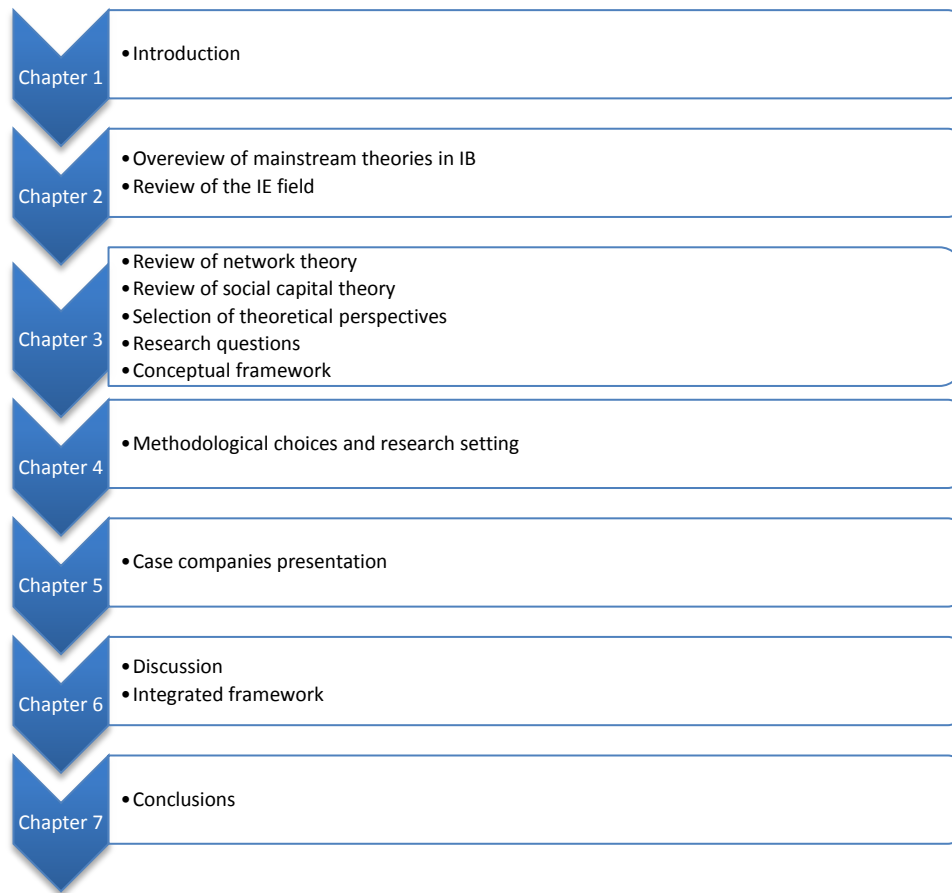 Chapter 1
•Introduction
Chapter 2
•Overeview of mainstream theories in IB
•Review of the IE field
Chapter 3
•Review of network theory
•Review of social capital theory
•Selection of theoretical perspectives
•Research questions
•Conceptual framework
Chapter 4
•Methodological choices and research setting
Chapter 5
•Case companies presentation
Chapter 6
•Discussion
•Integrated framework
Chapter 7
•Conclusions